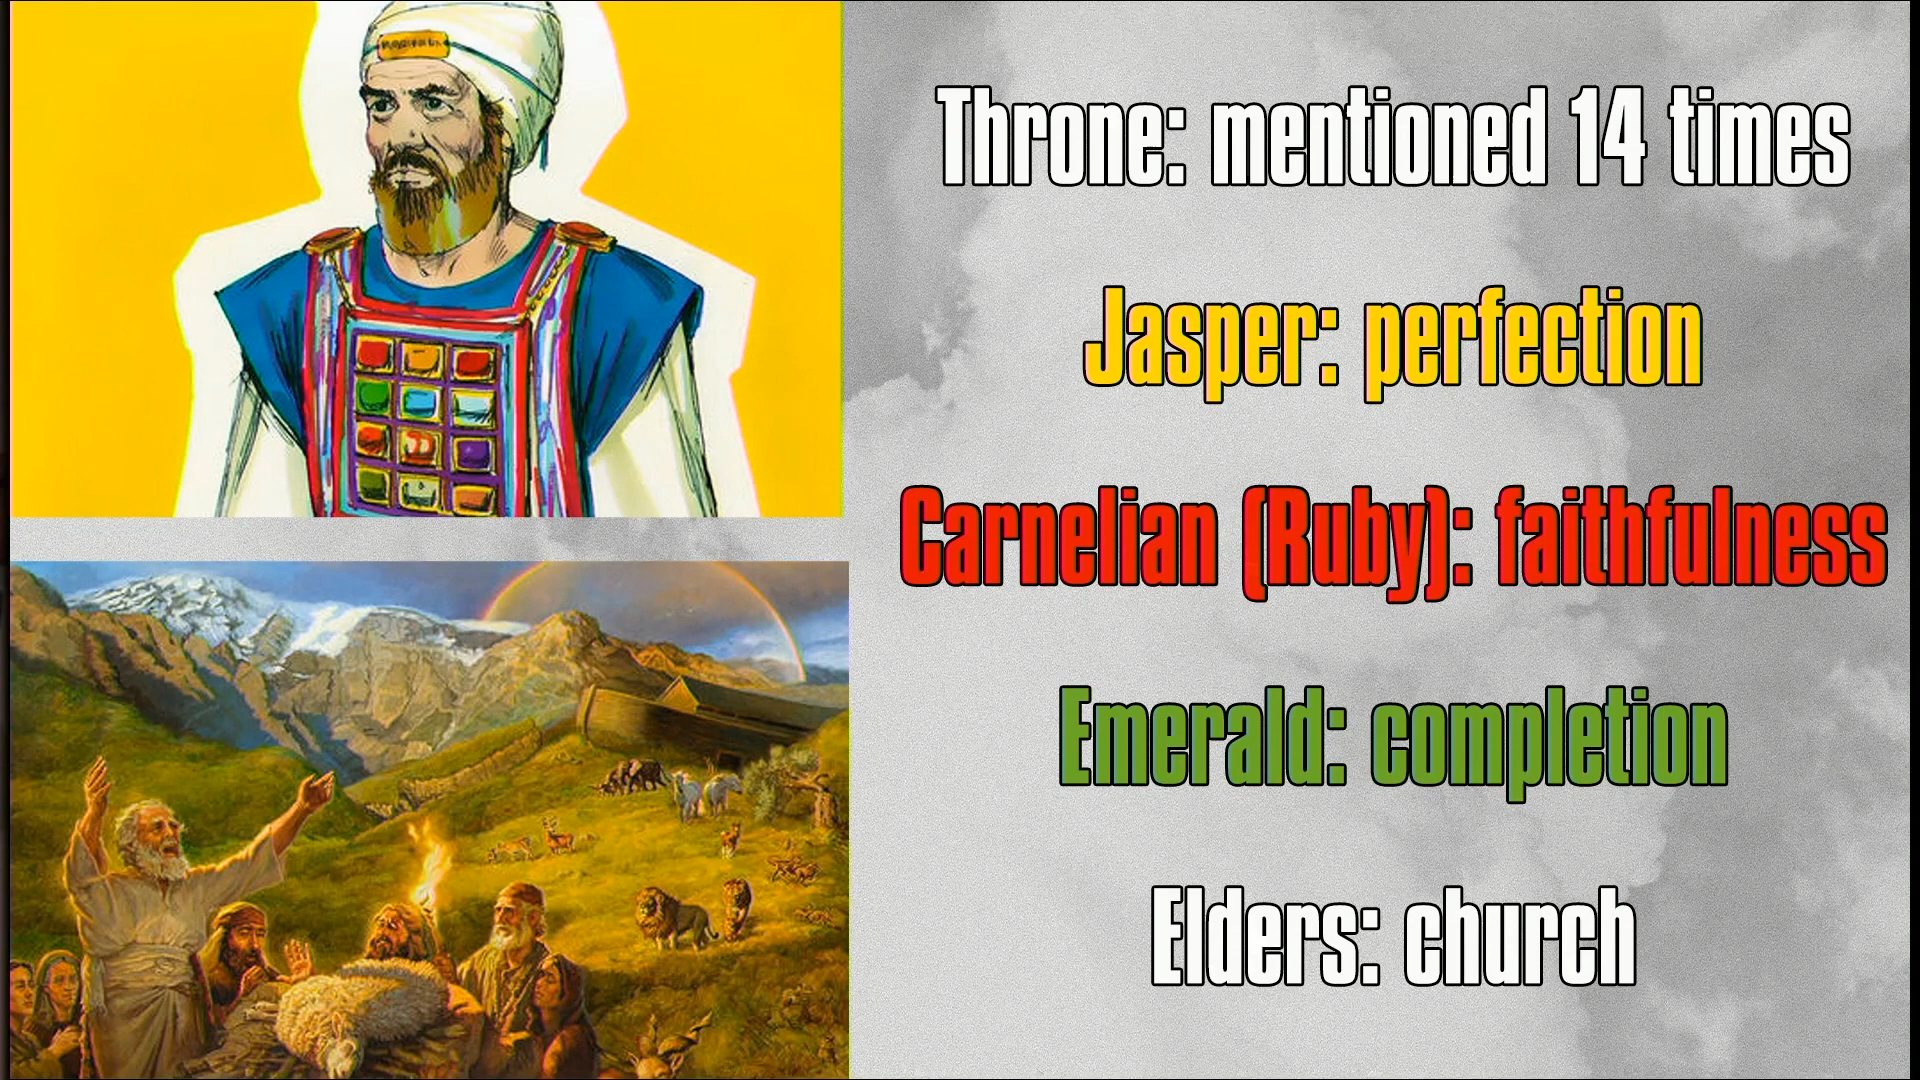 Throne: mentioned 14 times
Jasper: perfection
Carnelian (Ruby): faithfulness
Emerald: completion
Elders: church